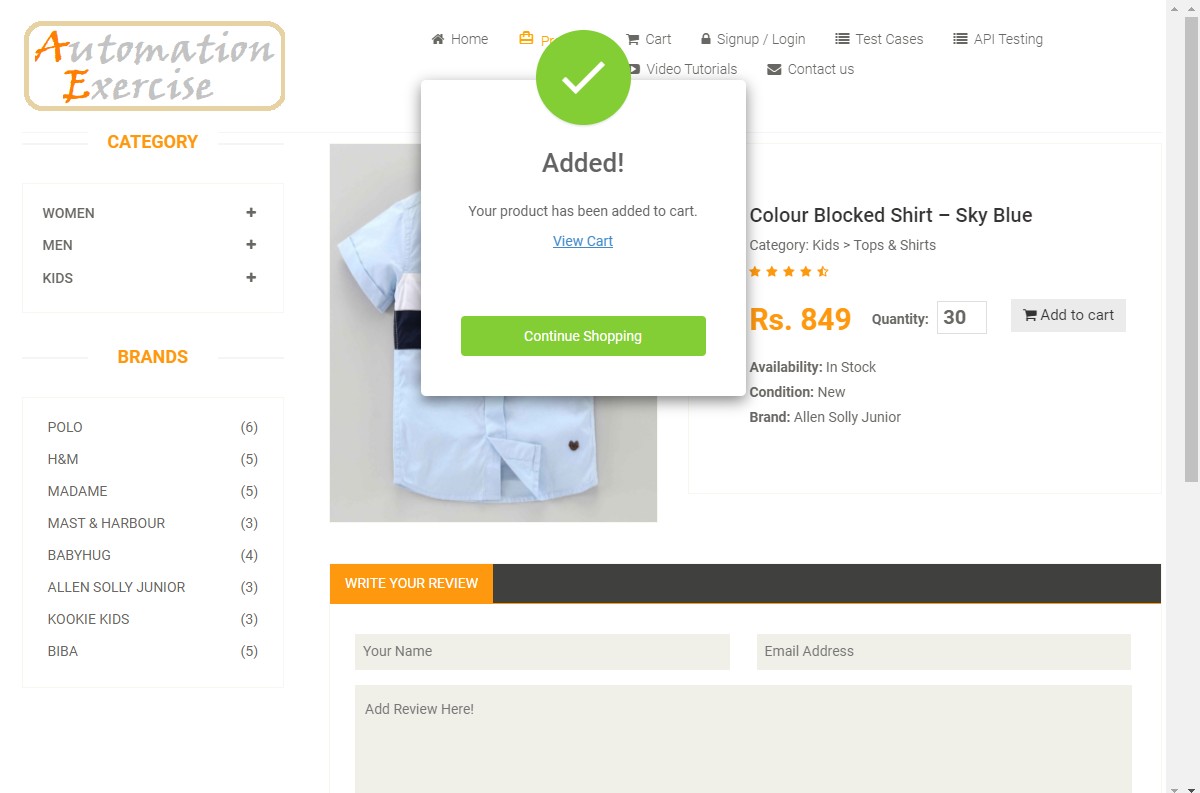 Automation
Exercise
Home
Cart
Signup / Login
Test Cases
API Testing
Video Tutorials
Contact us
CATEGORY
WOMEN
MEN
KIDS
BRANDS
POLO (6)
H&M (5)
MADAME (5)
MAST & HARBOUR (3)
BABYHUG (4)
ALLEN SOLLY JUNIOR (3)
KOOKIE KIDS (3)
BIBA (5)
Added!
Your product has been added to cart.
View Cart
Continue Shopping
Colour Blocked Shirt – Sky Blue
Category: Kids > Tops & Shirts
Rs. 849 Quantity: 30 Add to cart
Availability: In Stock
Condition: New
Brand: Allen Solly Junior
WRITE YOUR REVIEW
Your Name
Email Address
Add Review Here!